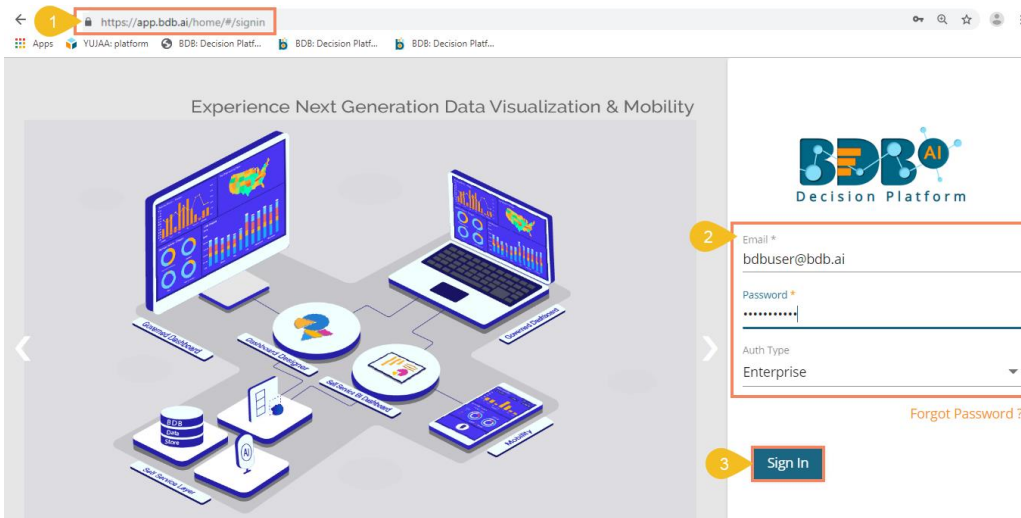 1
https://app.bdb.ai/home/#/signin
Apps YUJAA: platform BDB: Decision Platf... BDB: Decision Platf... BDB: Decision Platf...
Experience Next Generation Data Visualization & Mobility
BDB AI
Decision Platform
2
Email *
bdbuser@bdb.ai
Password *
•••••••••••
Auth Type
Enterprise
Forgot Password ?
3
Sign In
Governed Dashboard
Dashboard Designer
Self Service BI Dashboard
Governed Dashboard
Mobility
BDB
Data
Store
AI
Self Service Layer